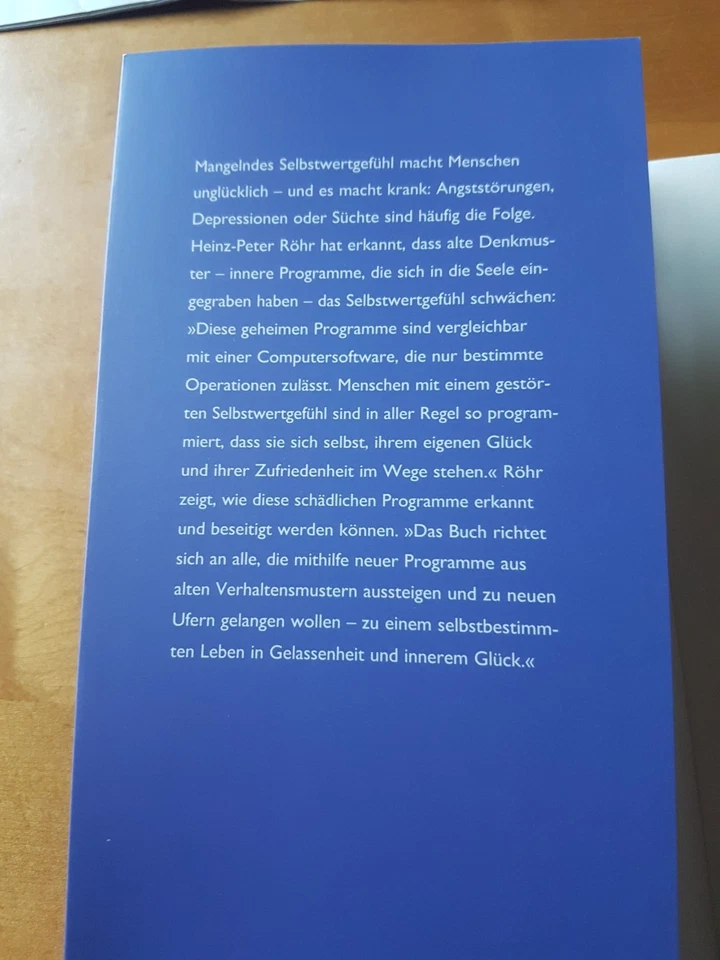 Mangelndes Selbstwertgefühl macht Menschen
unglücklich – und es macht krank: Angststörungen,
Depressionen oder Süchte sind häufig die Folge.
Heinz-Peter Röhr hat erkannt, dass alte Denkmus-
ter – innere Programme, die sich in die Seele ein-
gegraben haben – das Selbstwertgefühl schwächen:
»Diese geheimen Programme sind vergleichbar
mit einer Computersoftware, die nur bestimmte
Operationen zulässt. Menschen mit einem gestör-
ten Selbstwertgefühl sind in aller Regel so program-
miert, dass sie sich selbst, ihrem eigenen Glück
und ihrer Zufriedenheit im Wege stehen.« Röhr
zeigt, wie diese schädlichen Programme erkannt
und beseitigt werden können. »Das Buch richtet
sich an alle, die mithilfe neuer Programme aus
alten Verhaltensmustern aussteigen und zu neuen
Ufern gelangen wollen – zu einem selbstbestimm-
ten Leben in Gelassenheit und innerem Glück.«